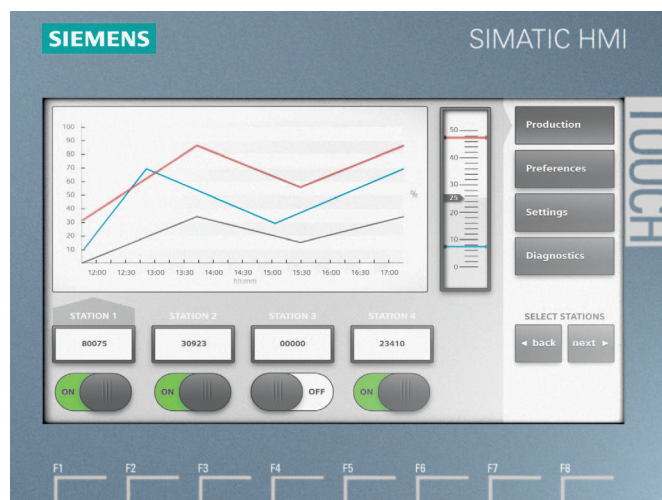 SIEMENS
SIMATIC HMI
TOUCH
100
90
80
70
60
50
40
30
20
10
%
12:00 12:30 13:00 13:30 14:30 14:00 15:00 15:30 16:00 16:30 17:00
hh:mm
50
40
30
25
20
10
0
Production
Preferences
Settings
Diagnostics
SELECT STATIONS
◄ back next ►
STATION 1 STATION 2 STATION 3 STATION 4
80075 30923 00000 23410
ON ON OFF ON
F1 F2 F3 F4 F5 F6 F7 F8